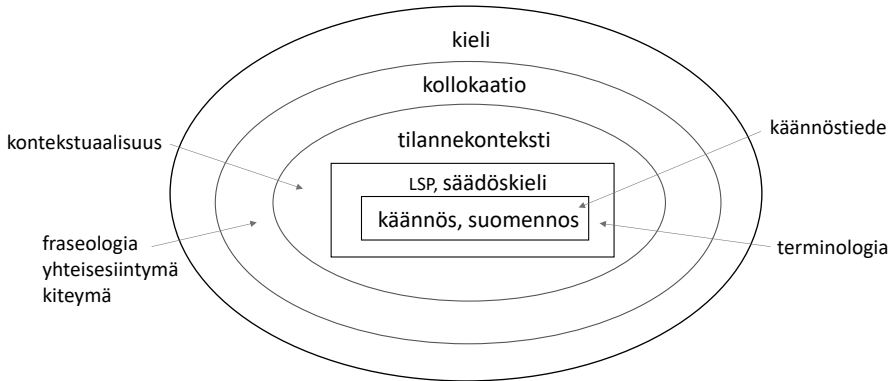 kieli
kollokaatio
käännöstiede
kontekstuaalisuus
tilannekonteksti
LSP, säädöskieli
käännös, suomennos
fraseologia
yhteisesiintymä
kiteymä
terminologia